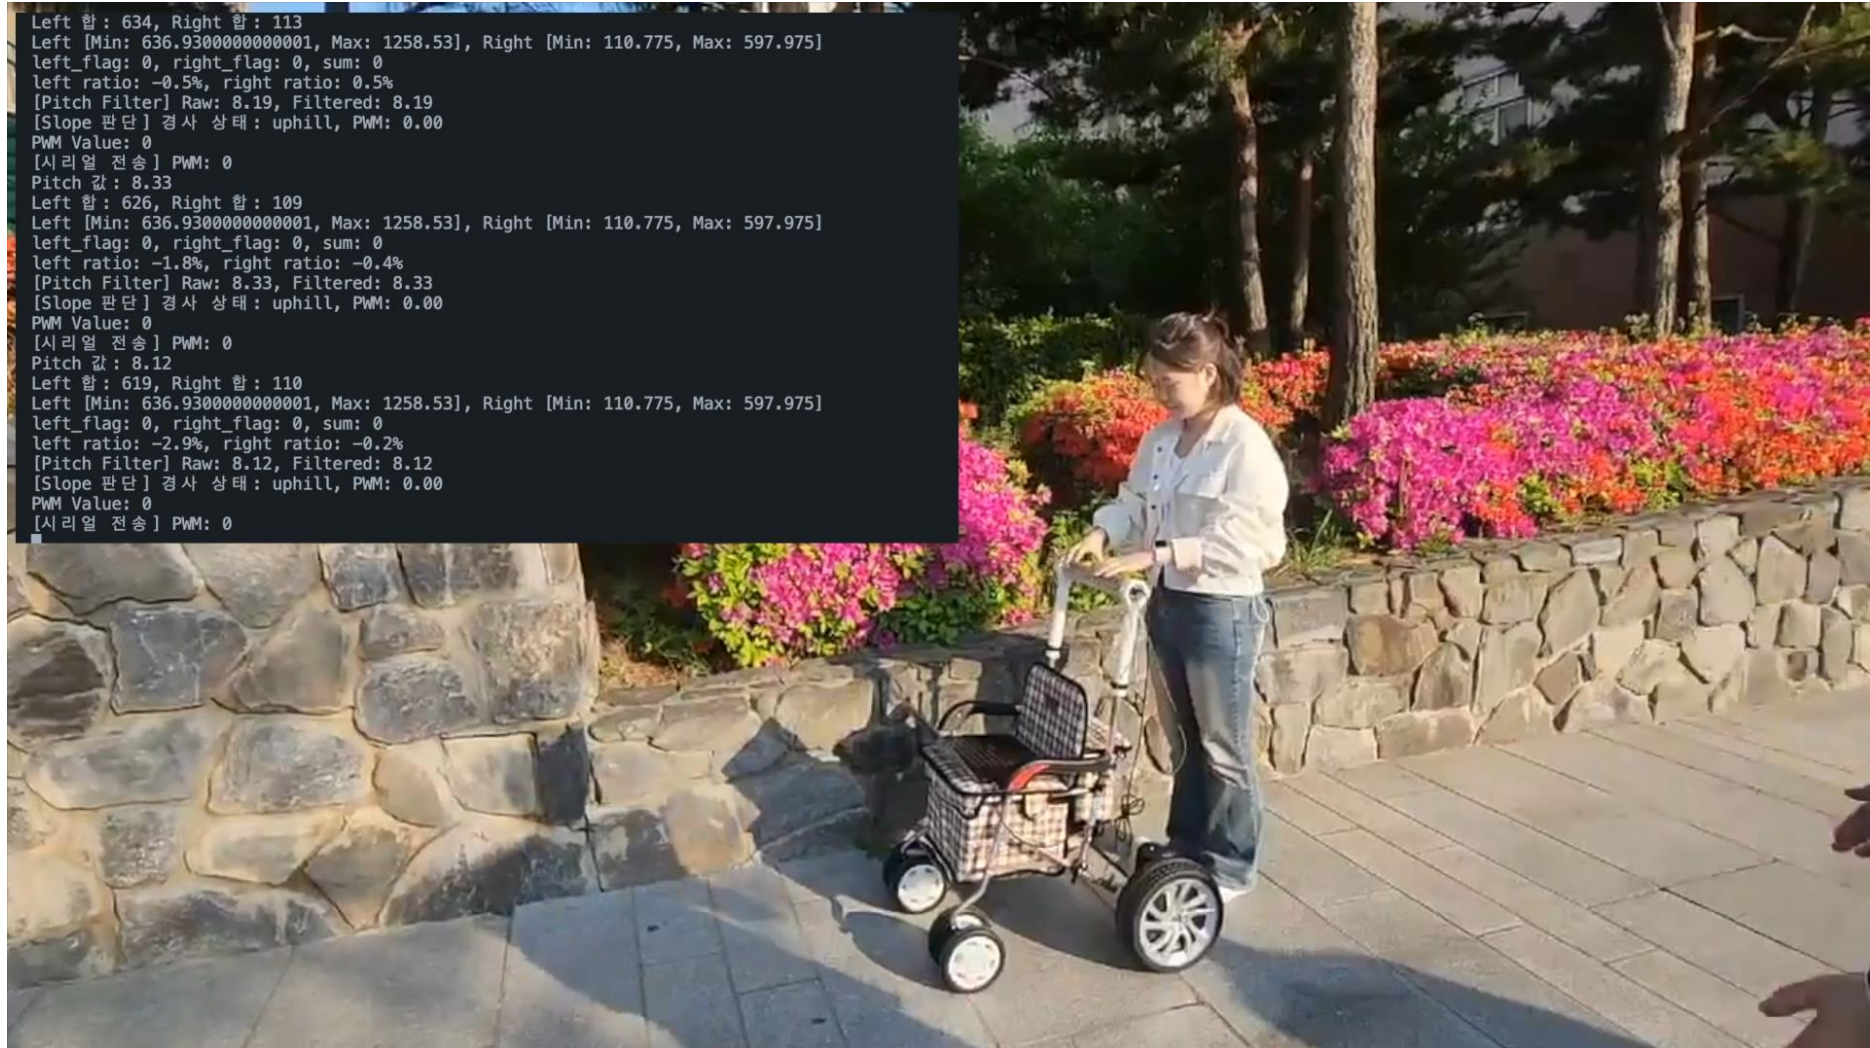 Left 합: 634, Right 합: 113
Left [Min: 636.9300000000001, Max: 1258.53], Right [Min: 110.775, Max: 597.975]
left_flag: 0, right_flag: 0, sum: 0
left ratio: -0.5%, right ratio: 0.5%
[Pitch Filter] Raw: 8.19, Filtered: 8.19
[Slope 판단] 경사 상태: uphill, PWM: 0.00
PWM Value: 0
[시리얼 전송] PWM: 0
Pitch 값: 8.33
Left 합: 626, Right 합: 109
Left [Min: 636.9300000000001, Max: 1258.53], Right [Min: 110.775, Max: 597.975]
left_flag: 0, right_flag: 0, sum: 0
left ratio: -1.8%, right ratio: -0.4%
[Pitch Filter] Raw: 8.33, Filtered: 8.33
[Slope 판단] 경사 상태: uphill, PWM: 0.00
PWM Value: 0
[시리얼 전송] PWM: 0
Pitch 값: 8.12
Left 합: 619, Right 합: 110
Left [Min: 636.9300000000001, Max: 1258.53], Right [Min: 110.775, Max: 597.975]
left_flag: 0, right_flag: 0, sum: 0
left ratio: -2.9%, right ratio: -0.2%
[Pitch Filter] Raw: 8.12, Filtered: 8.12
[Slope 판단] 경사 상태: uphill, PWM: 0.00
PWM Value: 0
[시리얼 전송] PWM: 0